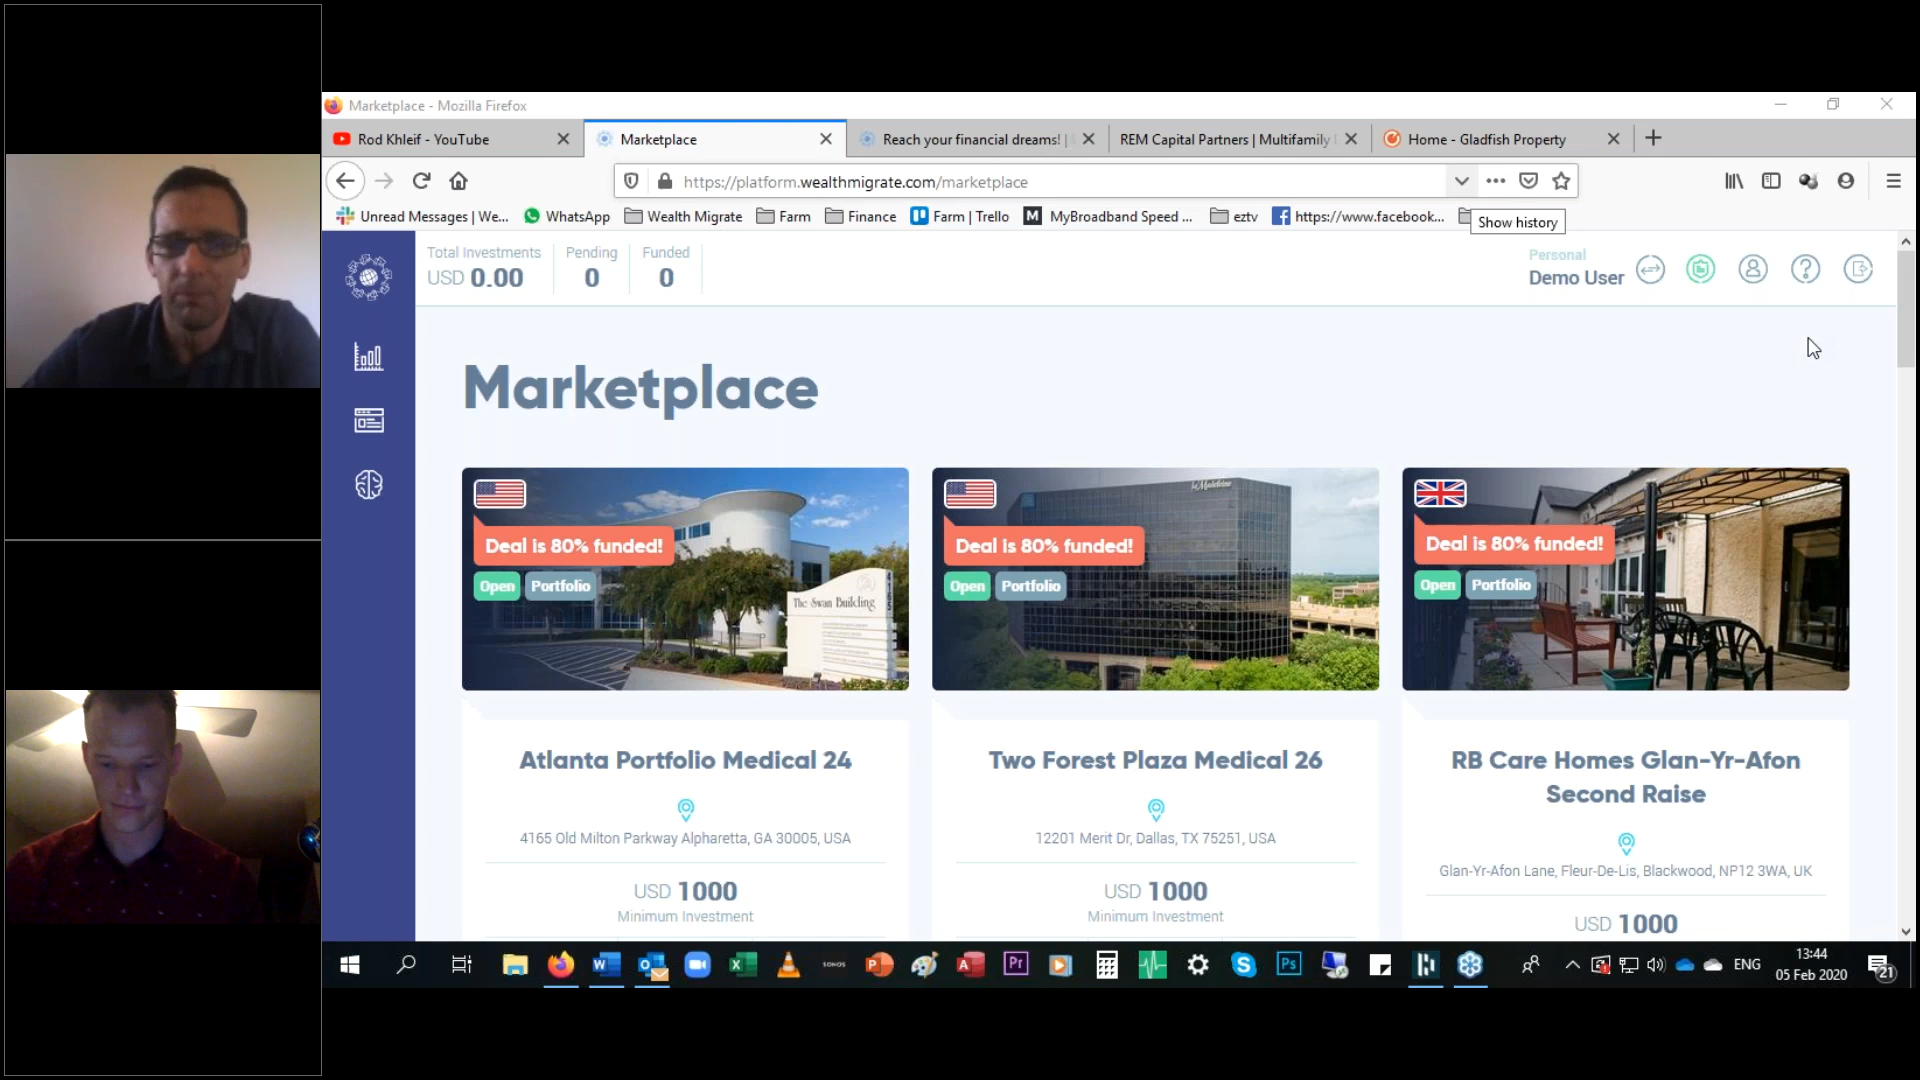 Marketplace - Mozilla Firefox
Rod Khleif - YouTube
Marketplace
Reach your financial dreams! |
REM Capital Partners | Multifamily
Home - Gladfish Property
https://platform.wealthmigrate.com/marketplace
Unread Messages | We...
WhatsApp
Wealth Migrate
Farm
Finance
Farm | Trello
M
MyBroadband Speed ...
eztv
https://www.facebook...
Show history
Total Investments
USD 0.00
Pending
0
Funded
0
Personal
Demo User
Marketplace
Deal is 80% funded!
Open
Portfolio
The Swan Building
4165
Atlanta Portfolio Medical 24
4165 Old Milton Parkway Alpharetta, GA 30005, USA
USD 1000
Minimum Investment
la Madeleine
Deal is 80% funded!
Open
Portfolio
Two Forest Plaza Medical 26
12201 Merit Dr, Dallas, TX 75251, USA
USD 1000
Minimum Investment
Deal is 80% funded!
Open
Portfolio
RB Care Homes Glan-Yr-Afon
Second Raise
Glan-Yr-Afon Lane, Fleur-De-Lis, Blackwood, NP12 3WA, UK
USD 1000
SONOS
Pr
Ps
ENG
13:44
05 Feb 2020
21